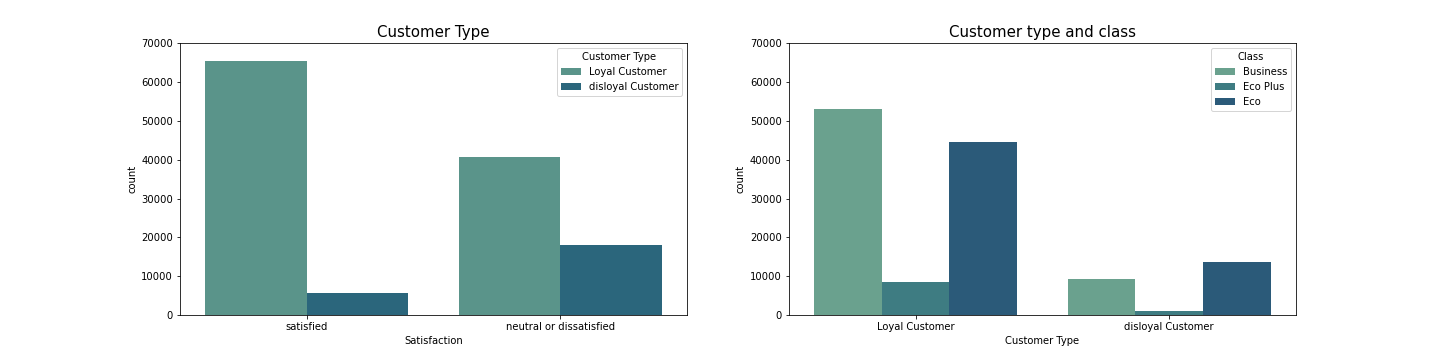 Customer Type
70000
60000
50000
40000
30000
20000
10000
0
count
Customer Type
Loyal Customer
disloyal Customer
satisfied
neutral or dissatisfied
Satisfaction
Customer type and class
70000
60000
50000
40000
30000
20000
10000
0
count
Class
Business
Eco Plus
Eco
Loyal Customer
disloyal Customer
Customer Type